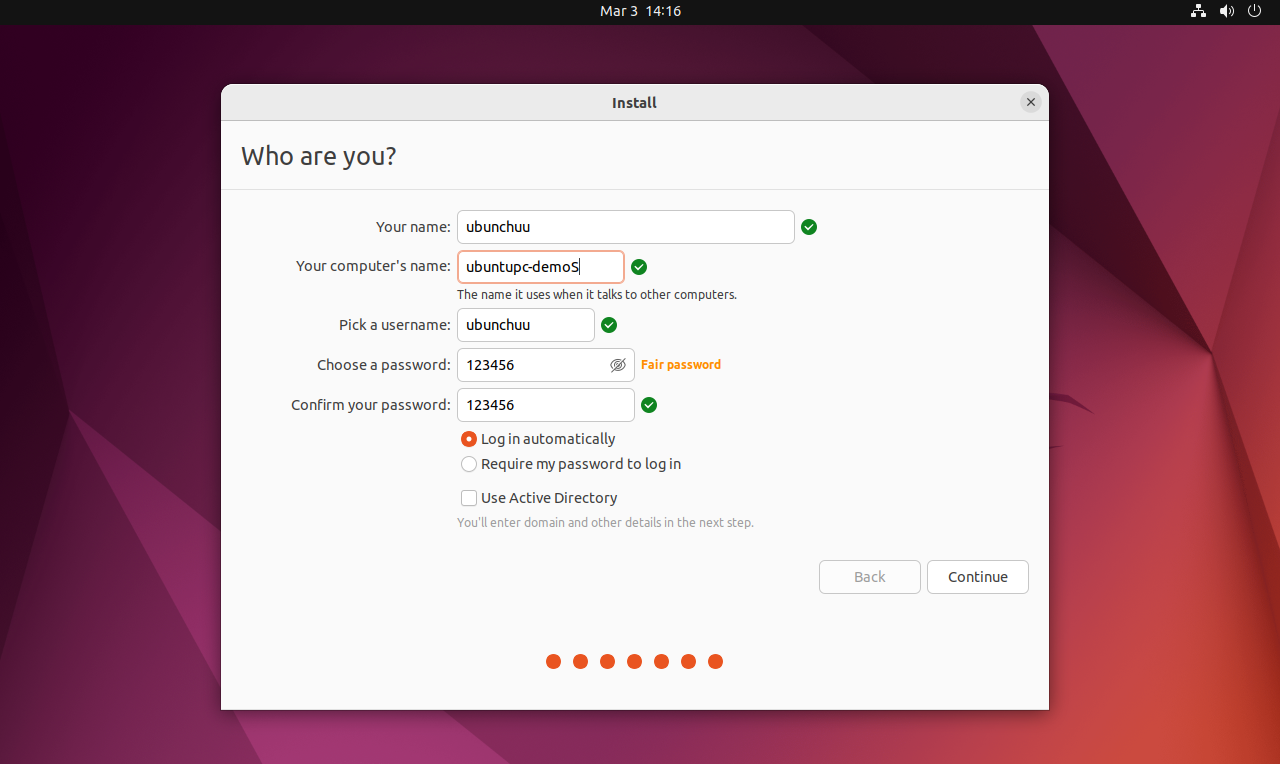 Mar 3 14:16
Install
Who are you?
Your name: ubunchuu
Your computer's name: ubuntupc-demoS
The name it uses when it talks to other computers.
Pick a username: ubunchuu
Choose a password: 123456 Fair password
Confirm your password: 123456
Log in automatically
Require my password to log in
Use Active Directory
You'll enter domain and other details in the next step.
Back Continue